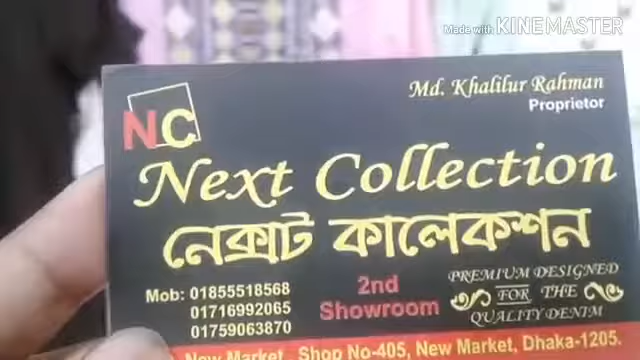 Made with KINEMASTER
NC
Md. Khalilur Rahman
Proprietor
Next Collection
নেক্সট কালেকশন
Mob: 01855518568
01716992065
01759063870
2nd
Showroom
PREMIUM DESIGNED
FOR THE
QUALITY DENIM
New Market, Shop No-405, New Market, Dhaka-1205.